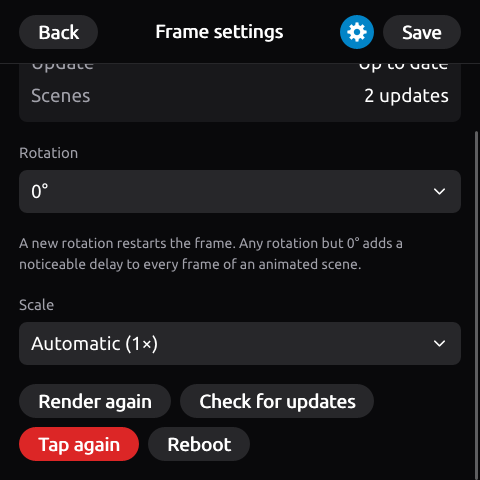 Back
Frame settings
Save
Update
Up to date
Scenes
2 updates
Rotation
0°
A new rotation restarts the frame. Any rotation but 0° adds a
noticeable delay to every frame of an animated scene.
Scale
Automatic (1×)
Render again
Check for updates
Tap again
Reboot